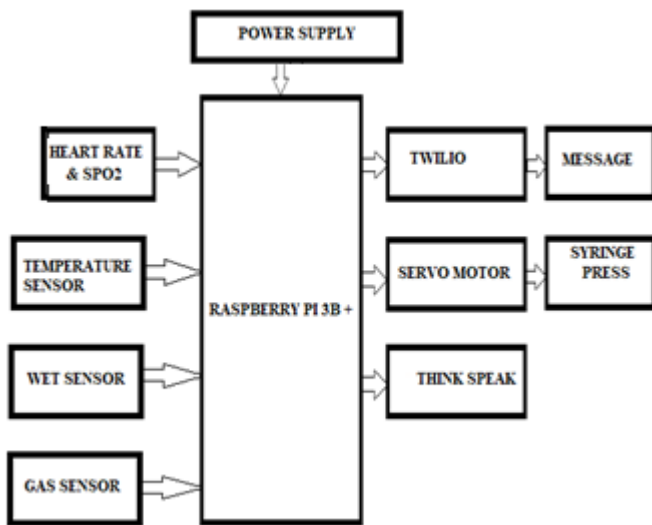 POWER SUPPLY
HEART RATE
& SPO2
TEMPERATURE
SENSOR
WET SENSOR
GAS SENSOR
RASPBERRY PI 3B +
TWILIO
MESSAGE
SERVO MOTOR
SYRINGE
PRESS
THINK SPEAK